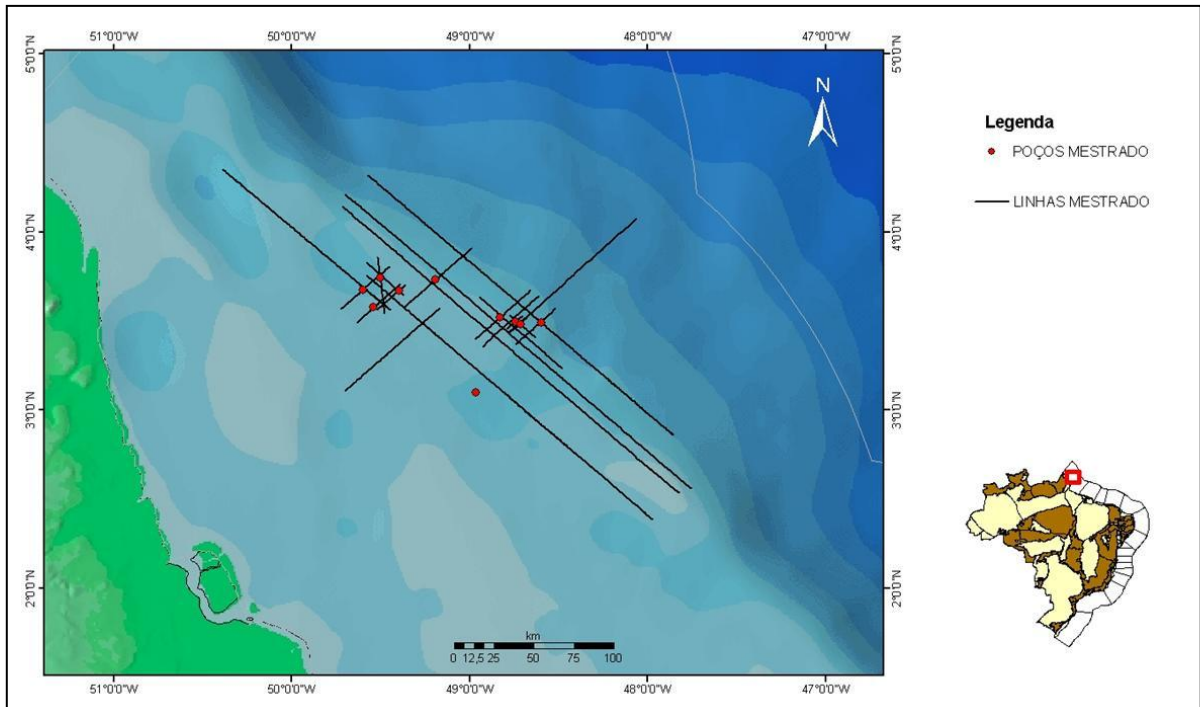 51°0'0"W 50°0'0"W 49°0'0"W 48°0'0"W 47°0'0"W
5°0'0"N 5°0'0"N
N
Legenda
POÇOS MESTRADO
LINHAS MESTRADO
4°0'0"N 4°0'0"N
3°0'0"N 3°0'0"N
2°0'0"N 2°0'0"N
km
0 12,5 25 50 75 100
51°0'0"W 50°0'0"W 49°0'0"W 48°0'0"W 47°0'0"W